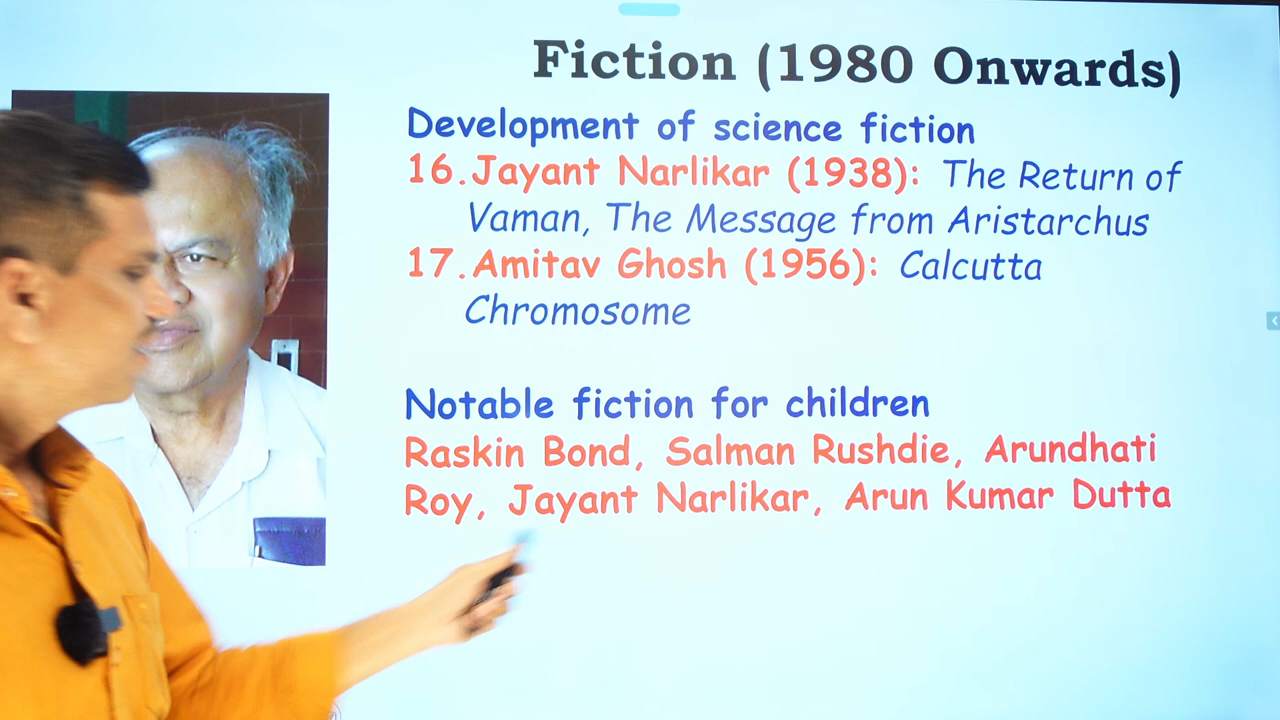 Fiction (1980 Onwards)
Development of science fiction
16.Jayant Narlikar (1938): The Return of
Vaman, The Message from Aristarchus
17.Amitav Ghosh (1956): Calcutta
Chromosome
Notable fiction for children
Raskin Bond, Salman Rushdie, Arundhati
Roy, Jayant Narlikar, Arun Kumar Dutta